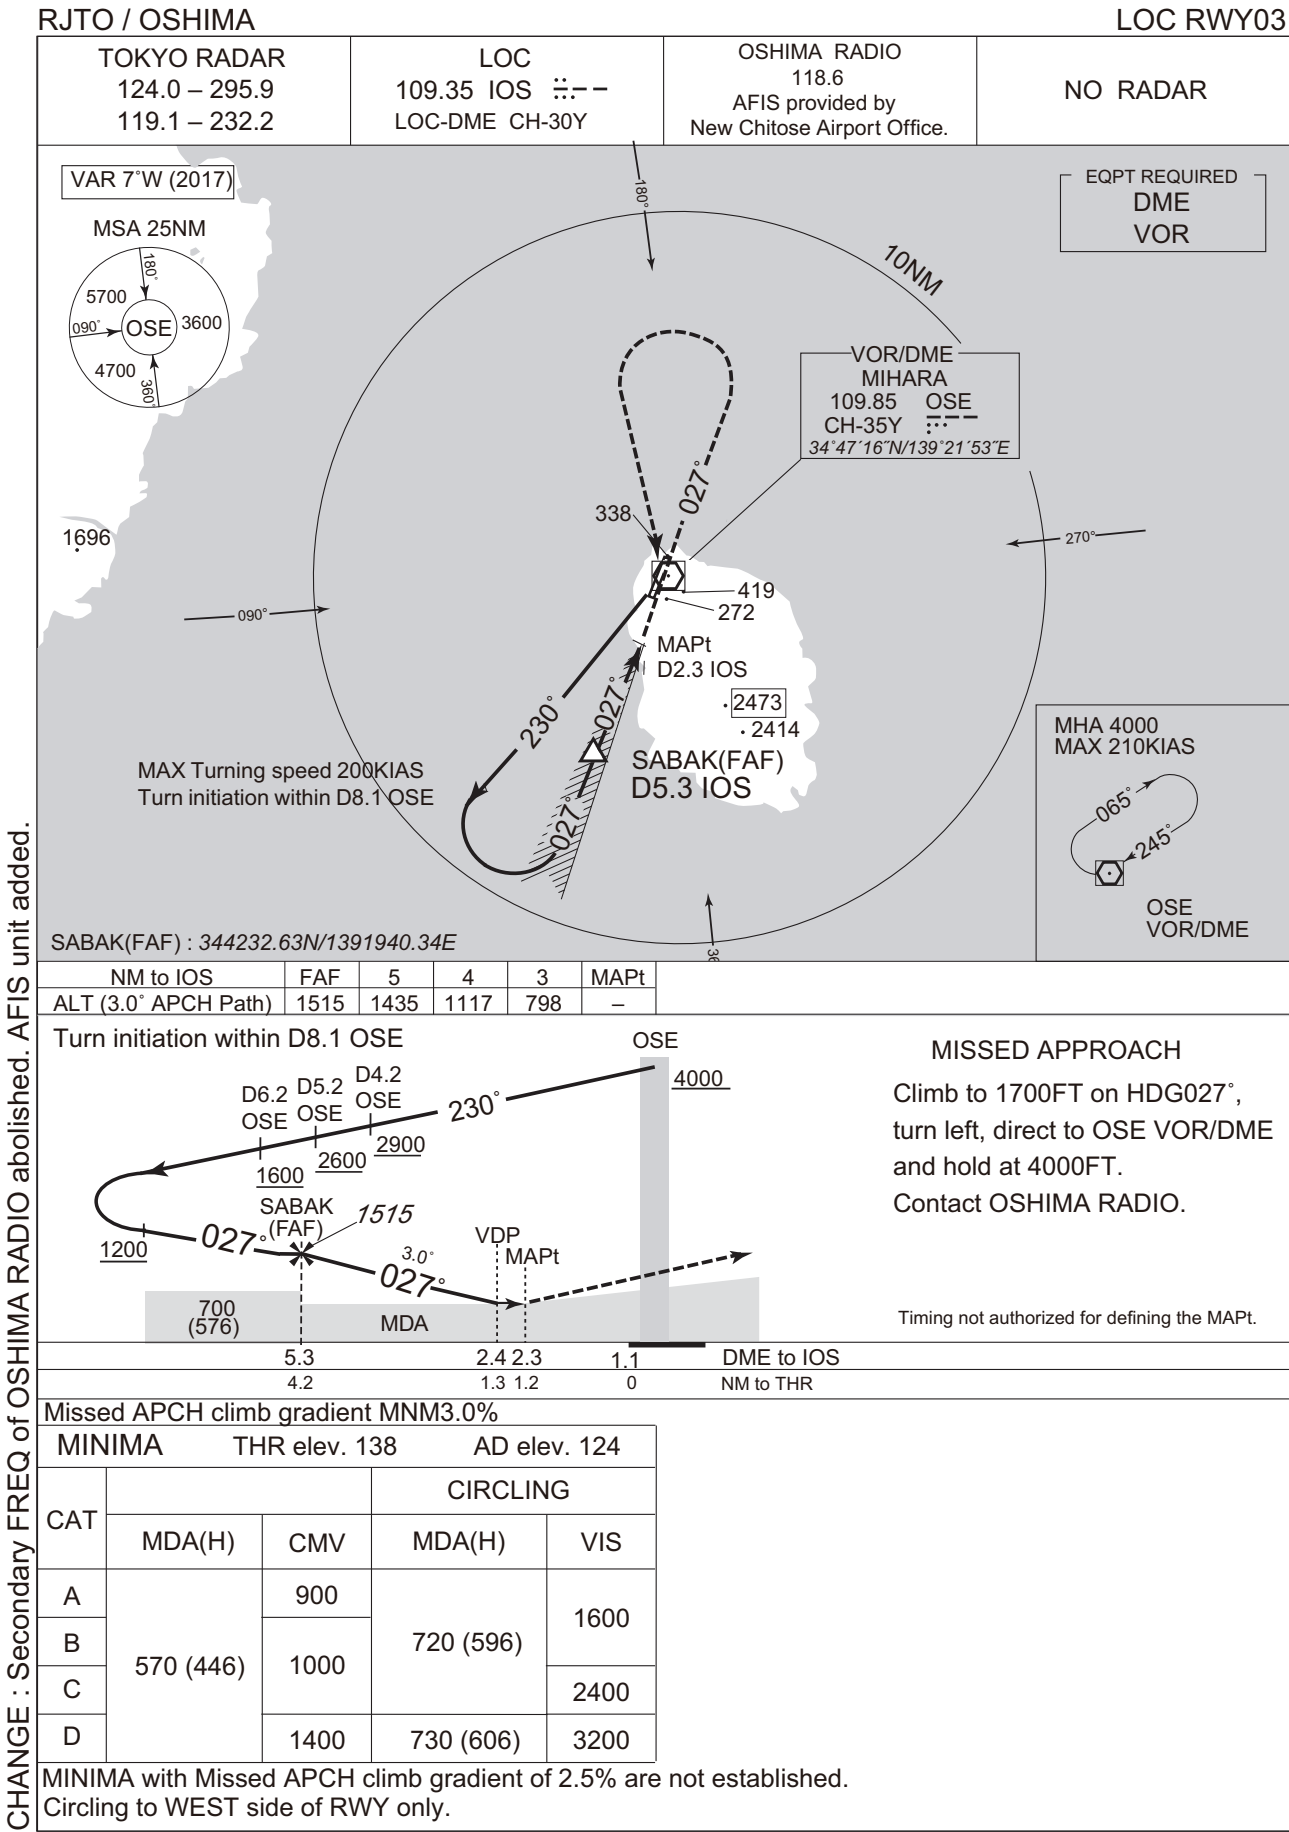 RJTO / OSHIMA
LOC RWY03
TOKYO RADAR
124.0 – 295.9
119.1 – 232.2
LOC
109.35 IOS
LOC-DME CH-30Y
OSHIMA RADIO
118.6
AFIS provided by
New Chitose Airport Office.
NO RADAR
VAR 7°W (2017)
MSA 25NM
180°
5700
3600
090°
OSE
4700
360°
180°
EQPT REQUIRED
DME
VOR
10NM
VOR/DME
MIHARA
109.85 OSE
CH-35Y
34°47´16˝N/139°21´53˝E
027°
338
1696
270°
090°
419
272
MAPt
D2.3 IOS
2473
2414
027°
230°
SABAK(FAF)
D5.3 IOS
MAX Turning speed 200KIAS
Turn initiation within D8.1 OSE
027°
MHA 4000
MAX 210KIAS
065°
245°
OSE
VOR/DME
36
SABAK(FAF) : 344232.63N/1391940.34E
NM to IOS FAF 5 4 3 MAPt
ALT (3.0° APCH Path) 1515 1435 1117 798 –
Turn initiation within D8.1 OSE
OSE
4000
D6.2
OSE
D5.2
OSE
D4.2
OSE
230°
1600
2600
2900
SABAK
(FAF)
1515
1200
027°
3.0°
027°
VDP
MAPt
700
(576)
MDA
MISSED APPROACH
Climb to 1700FT on HDG027°,
turn left, direct to OSE VOR/DME
and hold at 4000FT.
Contact OSHIMA RADIO.
Timing not authorized for defining the MAPt.
5.3 2.4 2.3 1.1 DME to IOS
4.2 1.3 1.2 0 NM to THR
Missed APCH climb gradient MNM3.0%
MINIMA THR elev. 138 AD elev. 124
CAT
CIRCLING
MDA(H) CMV MDA(H) VIS
A 900
B
C
570 (446) 1000
720 (596)
1600
2400
D 1400 730 (606) 3200
MINIMA with Missed APCH climb gradient of 2.5% are not established.
Circling to WEST side of RWY only.
CHANGE : Secondary FREQ of OSHIMA RADIO abolished. AFIS unit added.